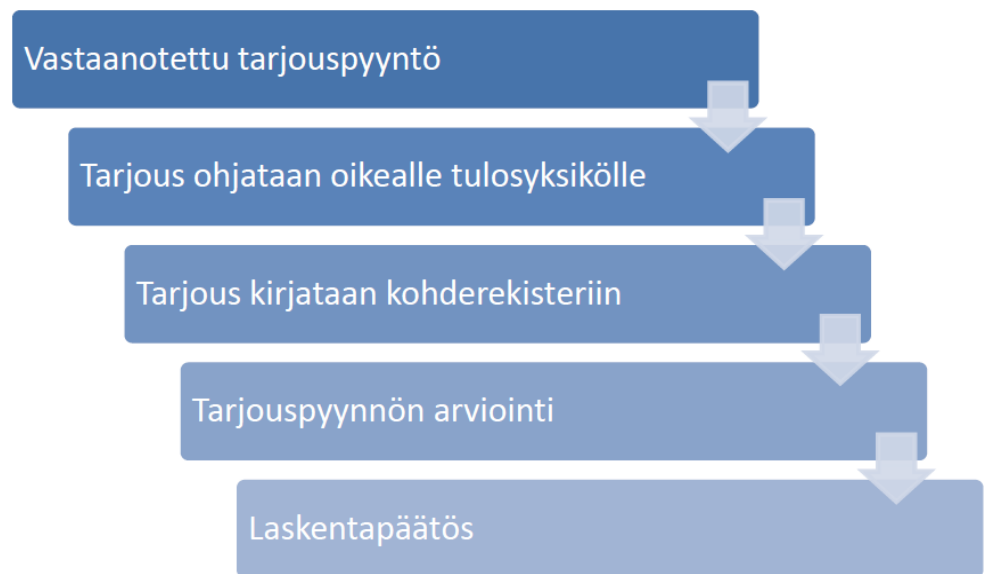 Vastaanotettu tarjouspyyntö
Tarjous ohjataan oikealle tulosyksikölle
Tarjous kirjataan kohderekisteriin
Tarjouspyynnön arviointi
Laskentapäätös